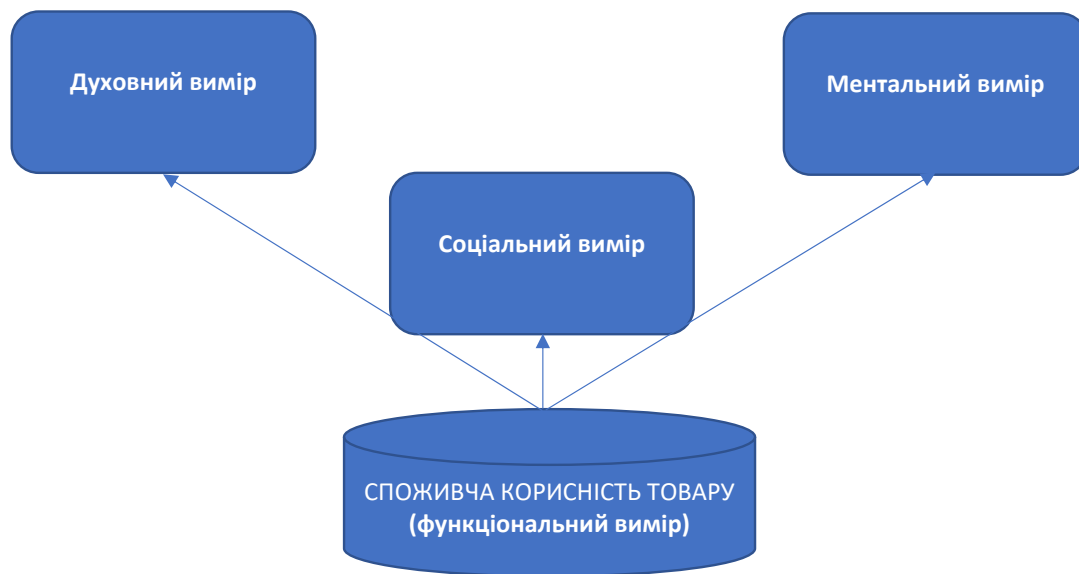 Духовний вимір
Ментальний вимір
Соціальний вимір
СПОЖИВЧА КОРИСНІСТЬ ТОВАРУ
(функціональний вимір)